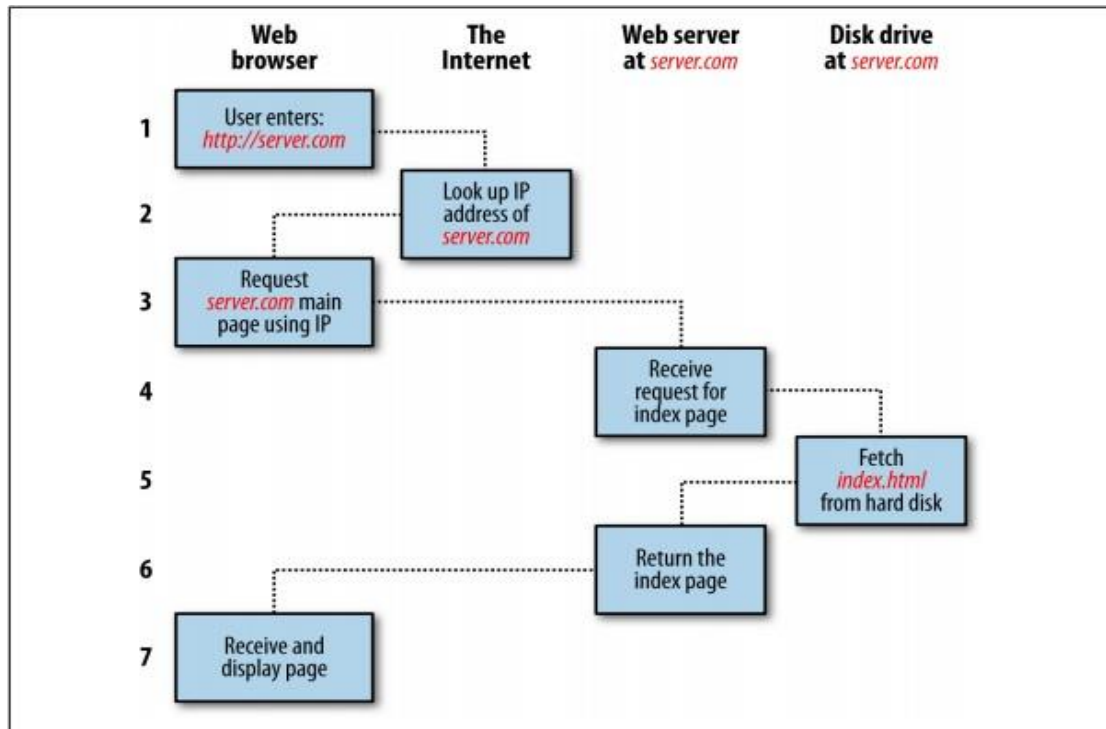 Web
browser
The
Internet
Web server
at server.com
Disk drive
at server.com
1
User enters:
http://server.com
2
Look up IP
address of
server.com
3
Request
server.com main
page using IP
4
Receive
request for
index page
5
Fetch
index.html
from hard disk
6
Return the
index page
7
Receive and
display page